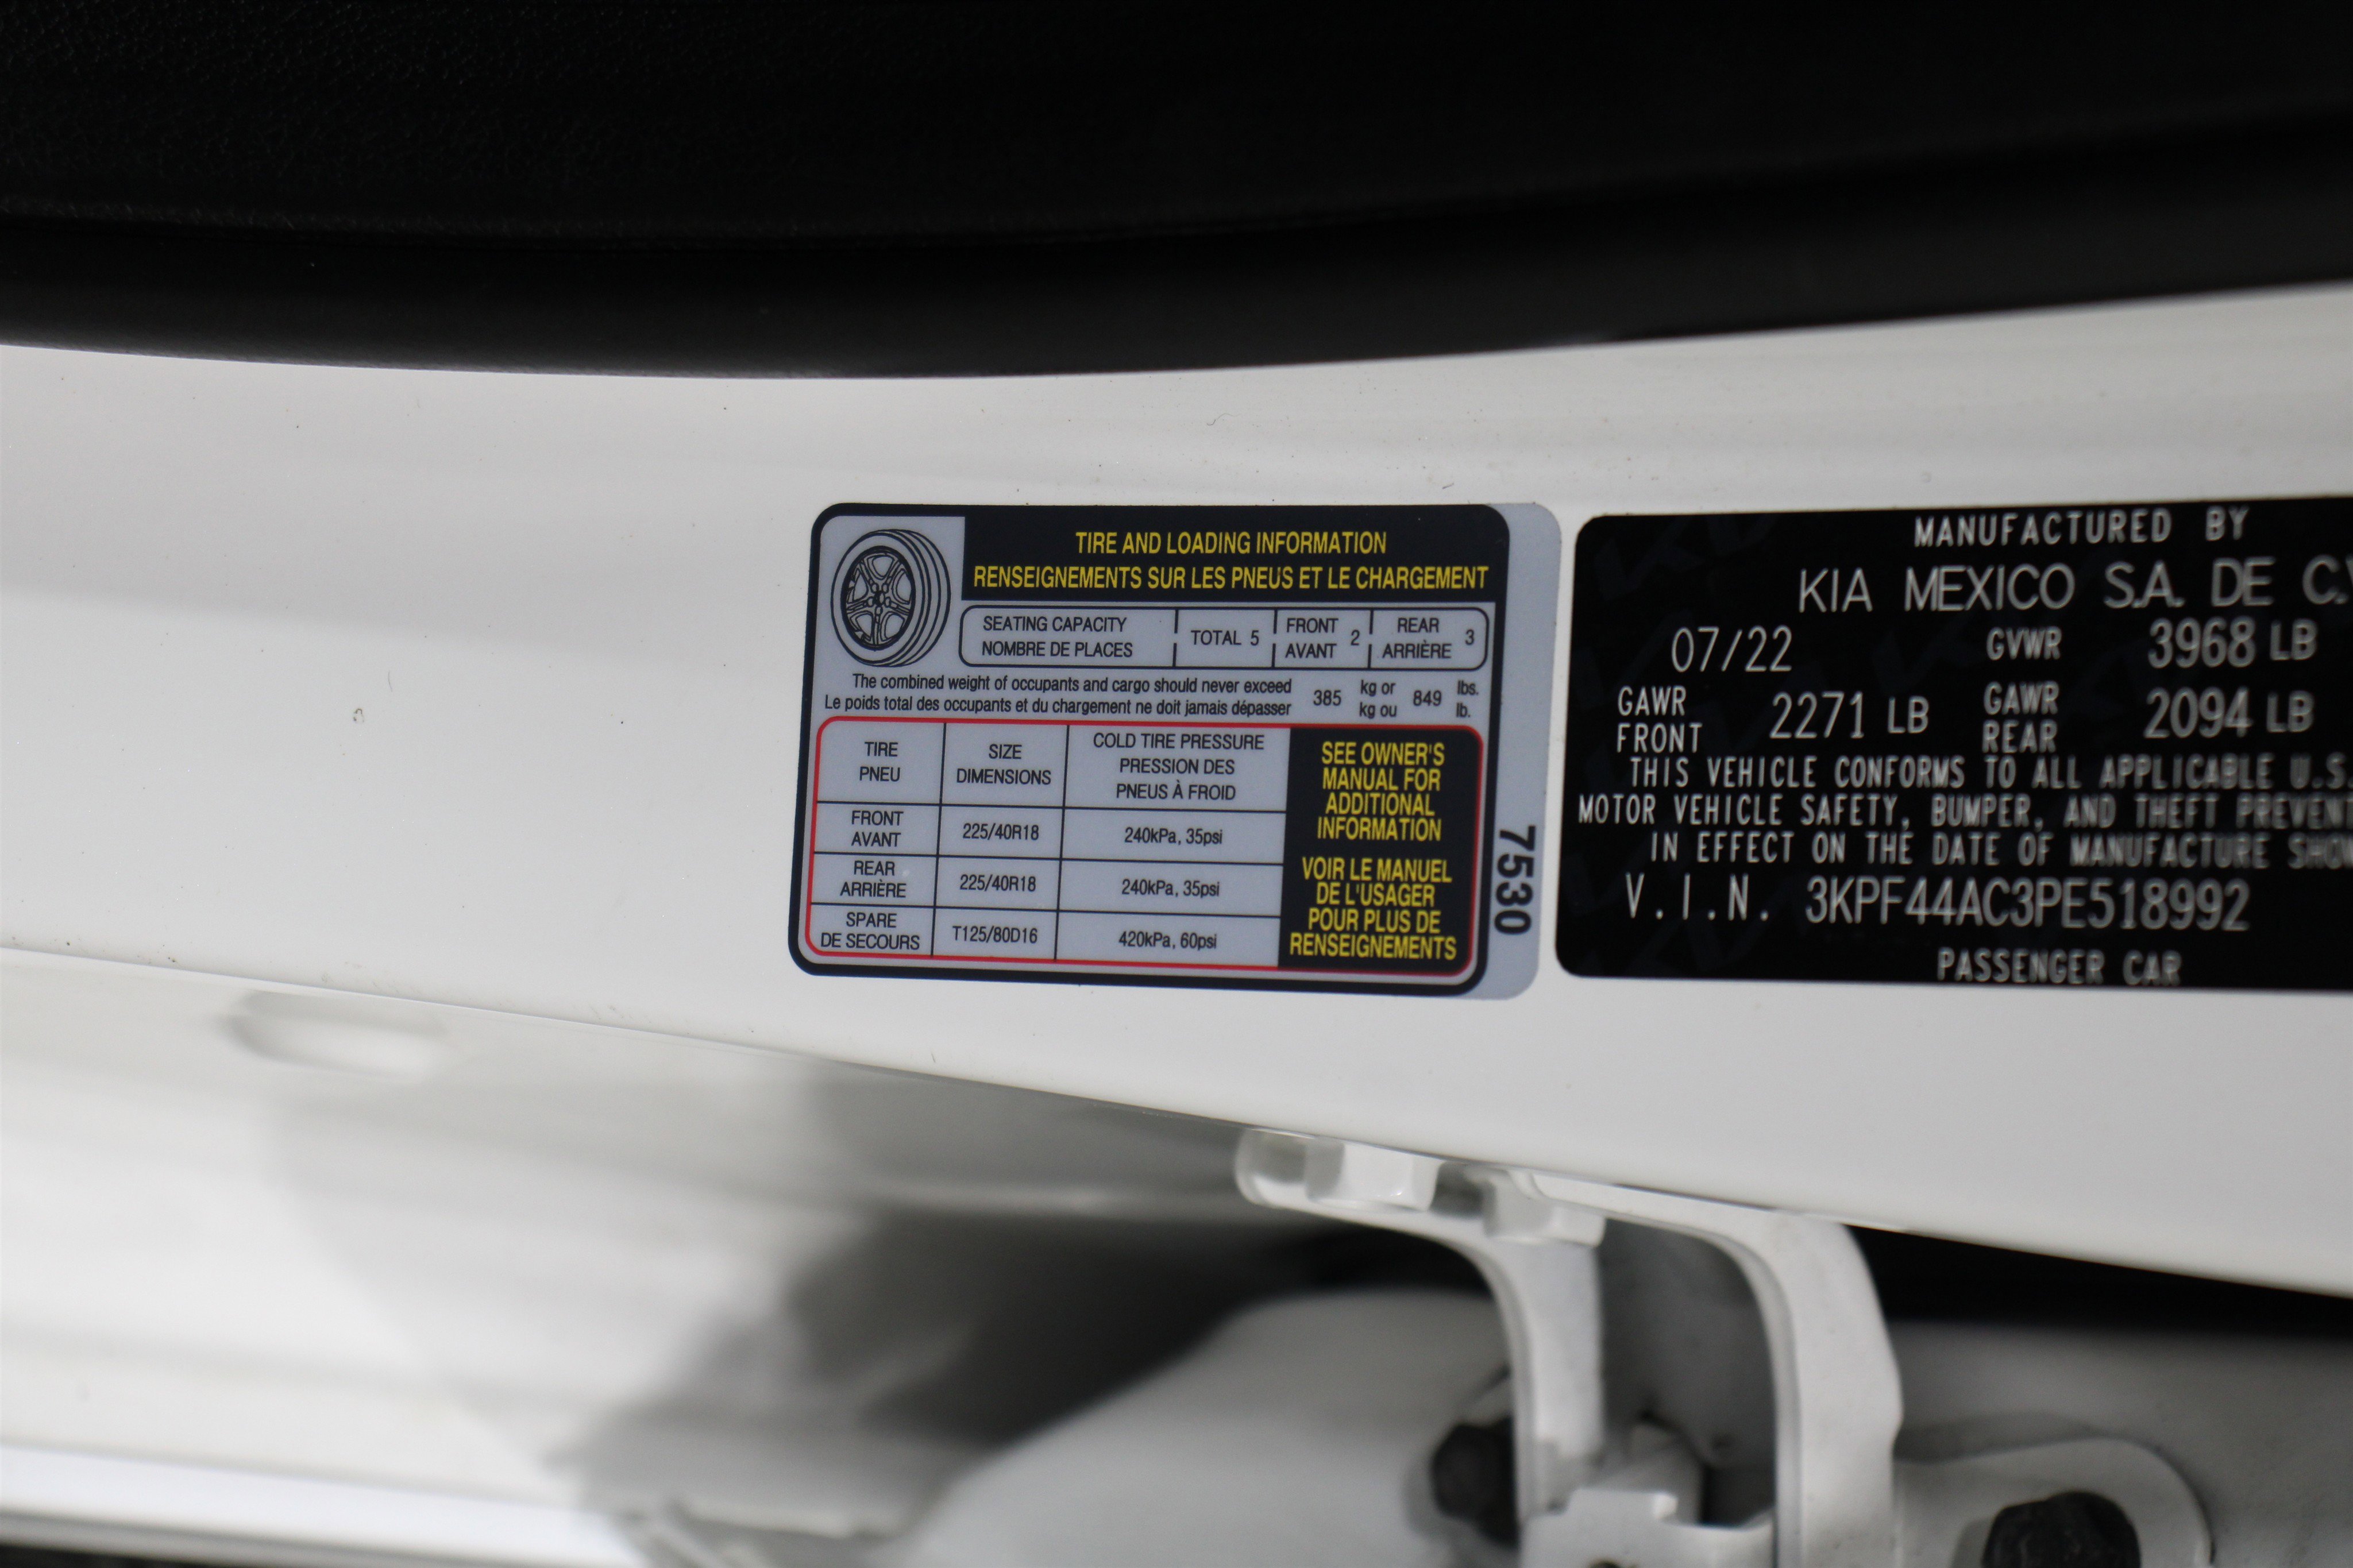 TIRE AND LOADING INFORMATION
RENSEIGNEMENTS SUR LES PNEUS ET LE CHARGEMENT
SEATING CAPACITY
NOMBRE DE PLACES
TOTAL 5
FRONT
AVANT 2
REAR
ARRIÈRE 3
The combined weight of occupants and cargo should never exceed 385 kg or 849 lbs.
Le poids total des occupants et du chargement ne doit jamais dépasser kg ou lb.
TIRE
PNEU
SIZE
DIMENSIONS
COLD TIRE PRESSURE
PRESSION DES
PNEUS À FROID
FRONT
AVANT
225/40R18
240kPa, 35psi
REAR
ARRIÈRE
225/40R18
240kPa, 35psi
SPARE
DE SECOURS
T125/80D16
420kPa, 60psi
SEE OWNER'S
MANUAL FOR
ADDITIONAL
INFORMATION
VOIR LE MANUEL
DE L'USAGER
POUR PLUS DE
RENSEIGNEMENTS
7530
MANUFACTURED BY
KIA MEXICO S.A. DE C.
07/22 GVWR 3968 LB
GAWR
FRONT 2271 LB
GAWR
REAR 2094 LB
THIS VEHICLE CONFORMS TO ALL APPLICABLE U.S.
MOTOR VEHICLE SAFETY, BUMPER, AND THEFT PREVENT
IN EFFECT ON THE DATE OF MANUFACTURE SHOW
V.I.N. 3KPF44AC3PE518992
PASSENGER CAR